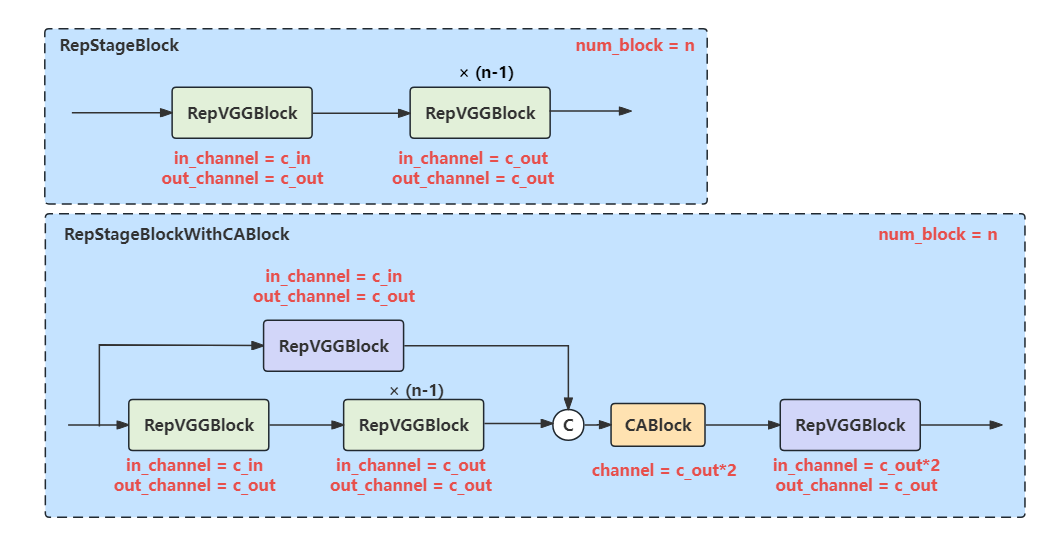 RepStageBlock
num_block = n
× (n-1)
RepVGGBlock
RepVGGBlock
in_channel = c_in
out_channel = c_out
in_channel = c_out
out_channel = c_out
RepStageBlockWithCABlock
num_block = n
in_channel = c_in
out_channel = c_out
RepVGGBlock
× (n-1)
RepVGGBlock
RepVGGBlock
C
CABlock
RepVGGBlock
in_channel = c_in
out_channel = c_out
in_channel = c_out
out_channel = c_out
channel = c_out*2
in_channel = c_out*2
out_channel = c_out